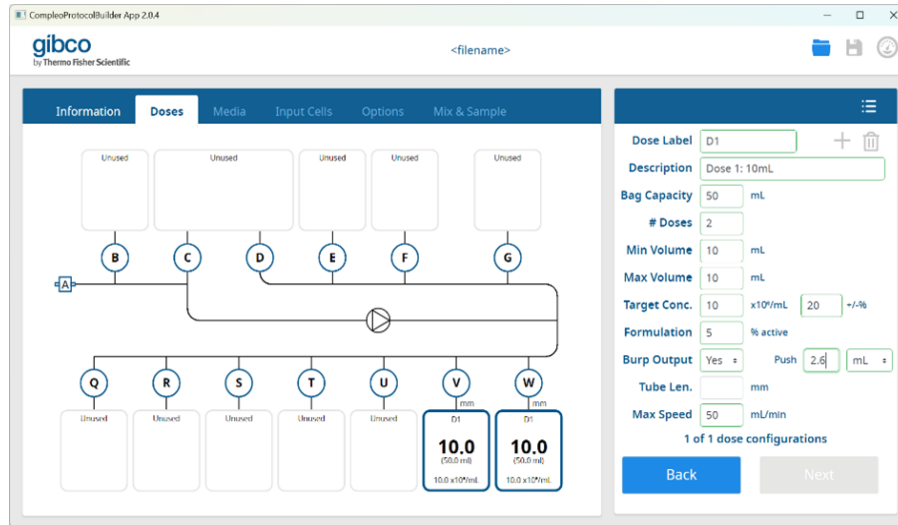 CompleoProtocolBuilder App 2.0.4
gibco
by Thermo Fisher Scientific
<filename>
Information Doses Media Input Cells Options Mix & Sample
Unused Unused Unused Unused Unused
B C D E F G
A
Q R S T U V W
mm mm
Unused Unused Unused Unused Unused D1 D1
10.0 10.0
(50.0 ml) (50.0 ml)
10.0 x10⁶/mL 10.0 x10⁶/mL
Dose Label D1
Description Dose 1: 10mL
Bag Capacity 50 mL
# Doses 2
Min Volume 10 mL
Max Volume 10 mL
Target Conc. 10 x10⁶/mL 20 +/-%
Formulation 5 % active
Burp Output Yes Push 2.6 mL
Tube Len. mm
Max Speed 50 mL/min
1 of 1 dose configurations
Back Next